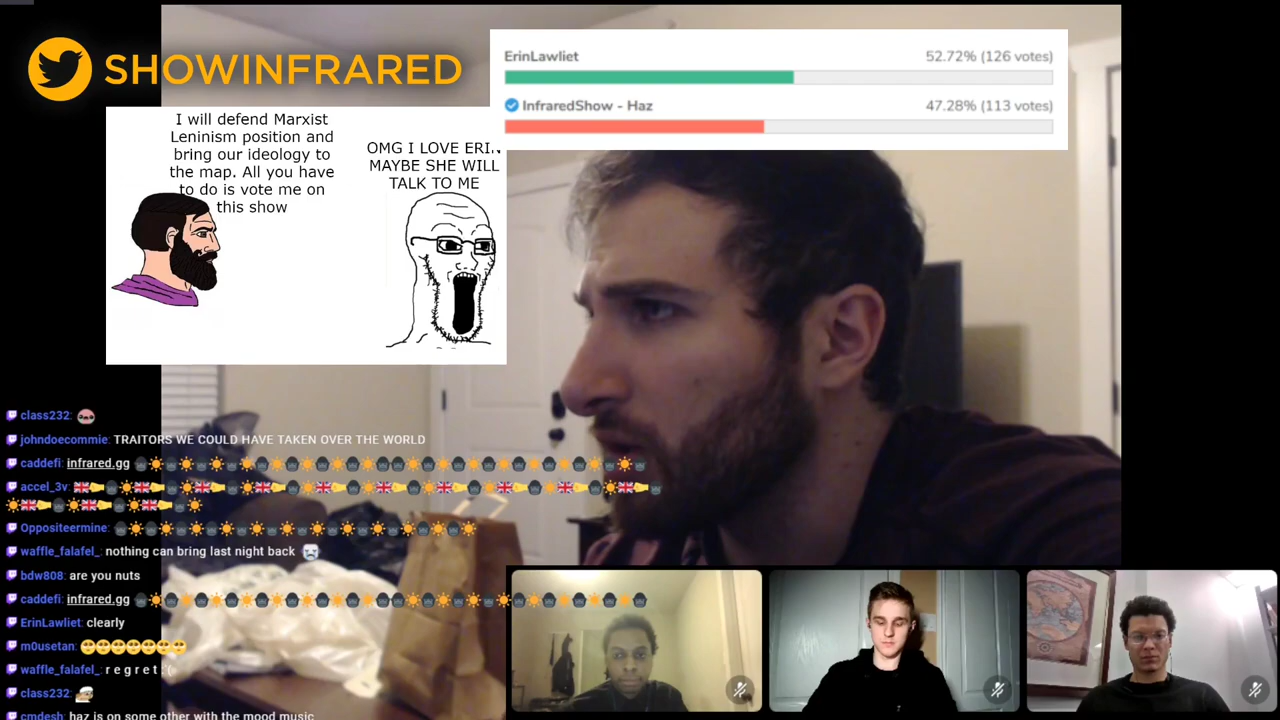 SHOWINFRARED
ErinLawliet 52.72% (126 votes)
InfraredShow - Haz 47.28% (113 votes)
I will defend Marxist
Leninism position and
bring our ideology to
the map. All you have
to do is vote me on
this show
OMG I LOVE ERIN
MAYBE SHE WILL
TALK TO ME
class232:
johndoecommie: TRAITORS WE COULD HAVE TAKEN OVER THE WORLD
caddefi: infrared.gg
accel_3v:
Oppositeermine:
waffle_falafel_: nothing can bring last night back
bdw808: are you nuts
caddefi: infrared.gg
ErinLawliet: clearly
m0usetan:
waffle_falafel_: r e g r e t :'(
class232:
cmdesh: haz is on some other with the mood music